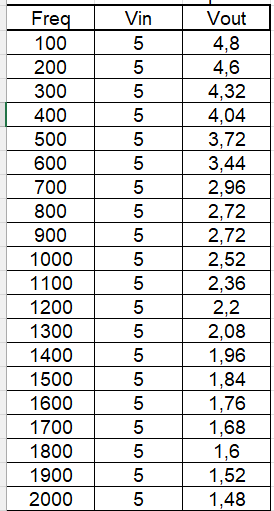 Freq Vin Vout
100 5 4,8
200 5 4,6
300 5 4,32
400 5 4,04
500 5 3,72
600 5 3,44
700 5 2,96
800 5 2,72
900 5 2,72
1000 5 2,52
1100 5 2,36
1200 5 2,2
1300 5 2,08
1400 5 1,96
1500 5 1,84
1600 5 1,76
1700 5 1,68
1800 5 1,6
1900 5 1,52
2000 5 1,48